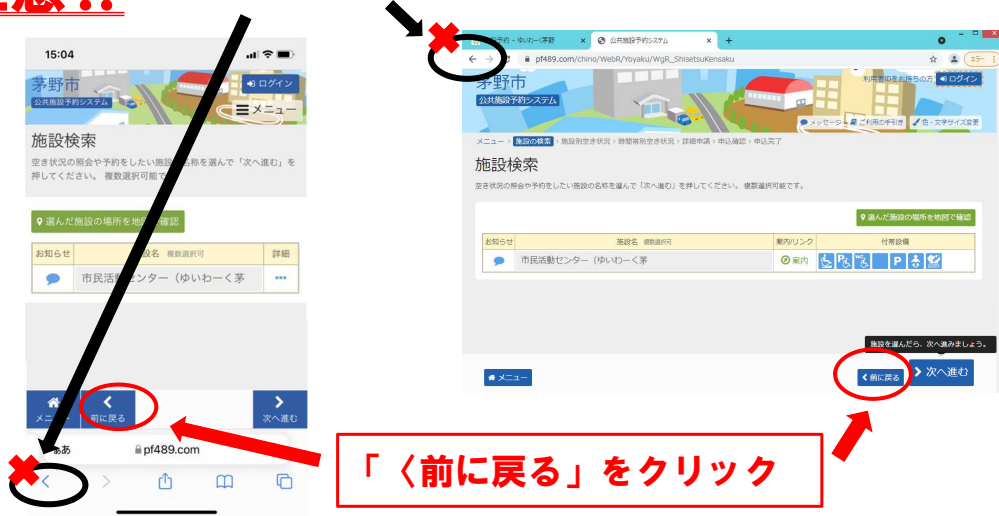 15:04
茅野市
公共施設予約システム
ログイン
メニュー
施設検索
空き状況の照会や予約をしたい施設の名称を選んで「次へ進む」を
押してください。 複数選択可能で
選んだ施設の場所を地図で確認
お知らせ 施設名 複数選択可 詳細
市民活動センター（ゆいわーく茅
メニュー 前に戻る 次へ進む
ぁあ pf489.com
公共施設予約システム
pf489.com/chino/WebR/Yoyaku/WgR_ShisetsuKensaku
茅野市
公共施設予約システム
利用者IDをお持ちの方 ログイン
メッセージ ご利用の手引き 色・文字サイズ変更
メニュー › 施設の検索 › 施設別空き状況 › 時間帯別空き状況 › 詳細申請 › 申込確認 › 申込完了
施設検索
空き状況の照会や予約をしたい施設の名称を選んで「次へ進む」を押してください。 複数選択可能です。
選んだ施設の場所を地図で確認
お知らせ 施設名 複数選択可 案内/リンク 付帯設備
市民活動センター（ゆいわーく茅 案内
施設を選んだら、次へ進みましょう。
メニュー 前に戻る 次へ進む
「〈前に戻る」をクリック